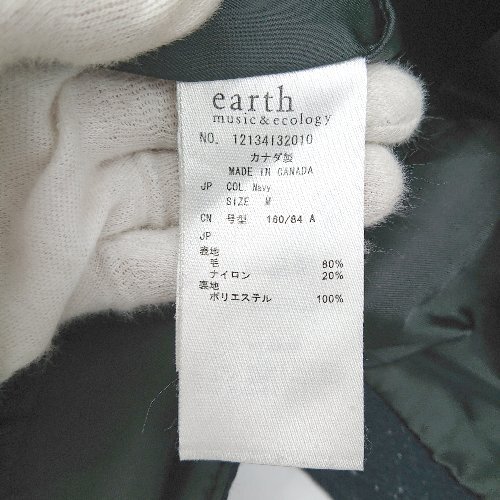 earth
music&ecology
NO. 12134132010
カナダ製
MADE IN CANADA
JP COL. Navy
SIZE M
CN 号型 160/84 A
JP
表地
毛 80%
ナイロン 20%
裏地
ポリエステル 100%